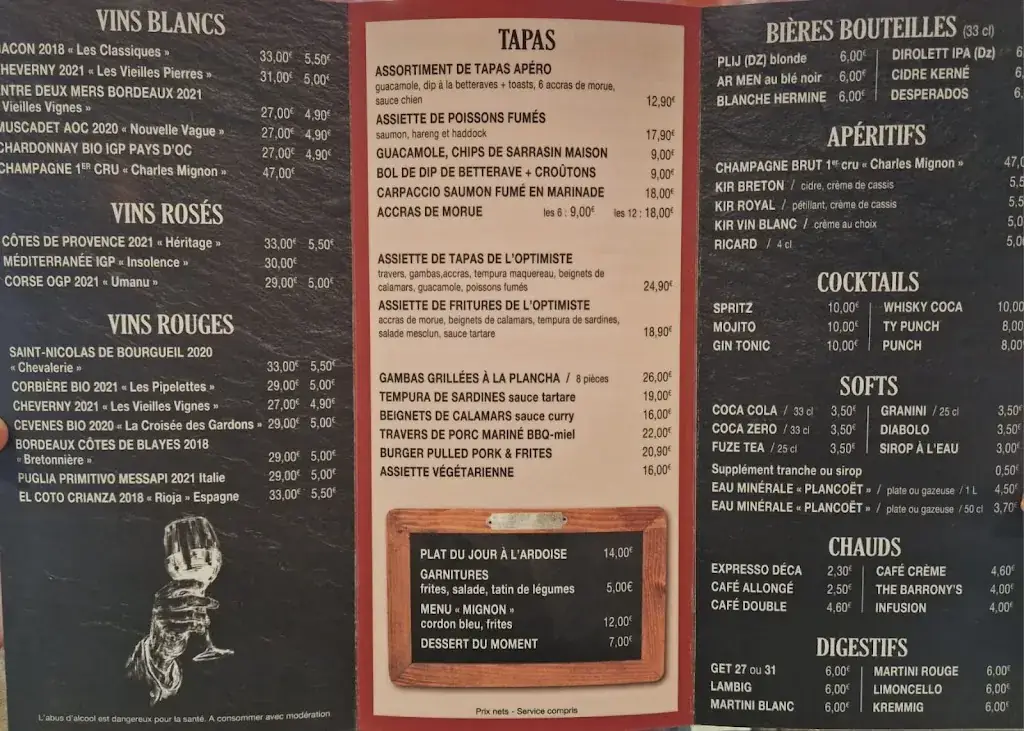 VINS BLANCS
ACON 2018 « Les Classiques » 33,00€ 5,50€
HEVERNY 2021 « Les Vieilles Pierres » 31,00€ 5,00€
NTRE DEUX MERS BORDEAUX 2021
Vieilles Vignes » 27,00€ 4,90€
MUSCADET AOC 2020 « Nouvelle Vague » 27,00€ 4,90€
CHARDONNAY BIO IGP PAYS D'OC 27,00€ 4,90€
CHAMPAGNE 1ER CRU « Charles Mignon » 47,00€
VINS ROSÉS
CÔTES DE PROVENCE 2021 « Héritage » 33,00€ 5,50€
MÉDITERRANÉE IGP « Insolence » 30,00€
CORSE OGP 2021 « Umanu » 29,00€ 5,00€
VINS ROUGES
SAINT-NICOLAS DE BOURGUEIL 2020
« Chevalerie » 33,00€ 5,50€
CORBIÈRE BIO 2021 « Les Pipelettes » 29,00€ 5,00€
CHEVERNY 2021 « Les Vieilles Vignes » 27,00€ 4,90€
CEVENES BIO 2020 « La Croisée des Gardons » 29,00€ 5,00€
BORDEAUX CÔTES DE BLAYES 2018
« Bretonnière » 29,00€ 5,00€
PUGLIA PRIMITIVO MESSAPI 2021 Italie 29,00€ 5,00€
EL COTO CRIANZA 2018 « Rioja » Espagne 33,00€ 5,50€
L'abus d'alcool est dangereux pour la santé. A consommer avec modération
TAPAS
ASSORTIMENT DE TAPAS APÉRO
guacamole, dip à la betteraves + toasts, 6 accras de morue,
sauce chien 12,90€
ASSIETTE DE POISSONS FUMÉS
saumon, hareng et haddock 17,90€
GUACAMOLE, CHIPS DE SARRASIN MAISON 9,00€
BOL DE DIP DE BETTERAVE + CROÛTONS 9,00€
CARPACCIO SAUMON FUMÉ EN MARINADE 18,00€
ACCRAS DE MORUE les 6 : 9,00€ les 12 : 18,00€
ASSIETTE DE TAPAS DE L'OPTIMISTE
travers, gambas,accras, tempura maquereau, beignets de
calamars, guacamole, poissons fumés 24,90€
ASSIETTE DE FRITURES DE L'OPTIMISTE
accras de morue, beignets de calamars, tempura de sardines,
salade mesclun, sauce tartare 18,90€
GAMBAS GRILLÉES À LA PLANCHA / 8 pièces 26,00€
TEMPURA DE SARDINES sauce tartare 19,00€
BEIGNETS DE CALAMARS sauce curry 16,00€
TRAVERS DE PORC MARINÉ BBQ-miel 22,00€
BURGER PULLED PORK & FRITES 20,90€
ASSIETTE VÉGÉTARIENNE 16,00€
PLAT DU JOUR À L'ARDOISE 14,00€
GARNITURES
frites, salade, tatin de légumes 5,00€
MENU « MIGNON »
cordon bleu, frites 12,00€
DESSERT DU MOMENT 7,00€
Prix nets - Service compris
BIÈRES BOUTEILLES (33 cl)
PLIJ (DZ) blonde 6,00€ DIROLETT IPA (Dz) 6
AR MEN au blé noir 6,00€ CIDRE KERNÉ 6,
BLANCHE HERMINE 6,00€ DESPERADOS 6,
APÉRITIFS
CHAMPAGNE BRUT 1er cru « Charles Mignon » 47,0
KIR BRETON / cidre, crème de cassis 5,5
KIR ROYAL / pétillant, crème de cassis 5,5
KIR VIN BLANC / crème au choix 5,0
RICARD / 4 cl 5,0
COCKTAILS
SPRITZ 10,00€ WHISKY COCA 10,00
MOJITO 10,00€ TY PUNCH 8,00
GIN TONIC 10,00€ PUNCH 8,00€
SOFTS
COCA COLA / 33 cl 3,50€ GRANINI / 25 cl 3,50€
COCA ZERO / 33 cl 3,50€ DIABOLO 3,50€
FUZE TEA / 25 cl 3,50€ SIROP À L'EAU 3,00€
Supplément tranche ou sirop 0,50€
EAU MINÉRALE « PLANCOËT » / plate ou gazeuse / 1 L 4,50€
EAU MINÉRALE « PLANCOËT » / plate ou gazeuse / 50 cl 3,70€
CHAUDS
EXPRESSO DÉCA 2,30€ CAFÉ CRÈME 4,60€
CAFÉ ALLONGÉ 2,50€ THE BARRONY'S 4,00€
CAFÉ DOUBLE 4,60€ INFUSION 4,00€
DIGESTIFS
GET 27 ou 31 6,00€ MARTINI ROUGE 6,00€
LAMBIG 6,00€ LIMONCELLO 6,00€
MARTINI BLANC 6,00€ KREMMIG 6,00€